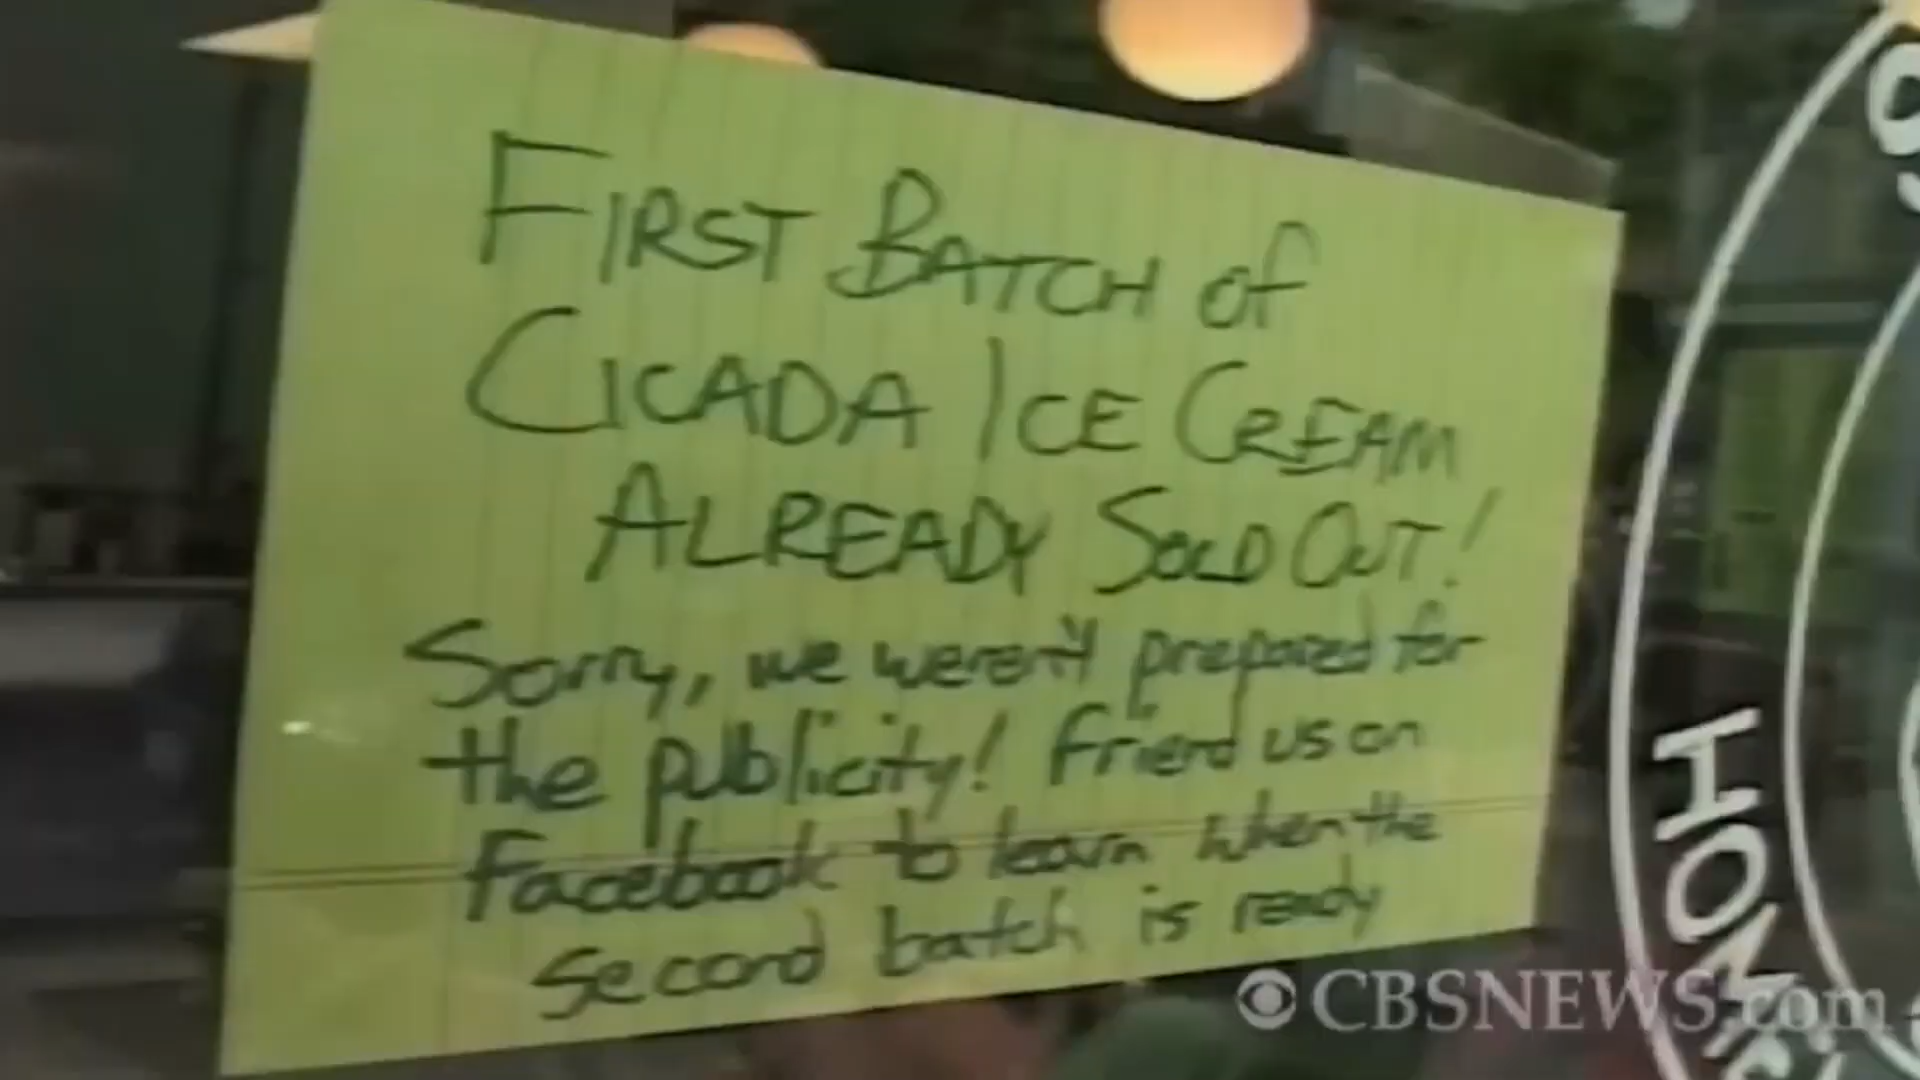 FIRST BATCH of
CICADA ICE CREAM
ALREADY SOLD OUT!
Sorry, we weren't prepared for
the publicity! Friend us on
Facebook to learn when the
second batch is ready
CBSNEWS.com